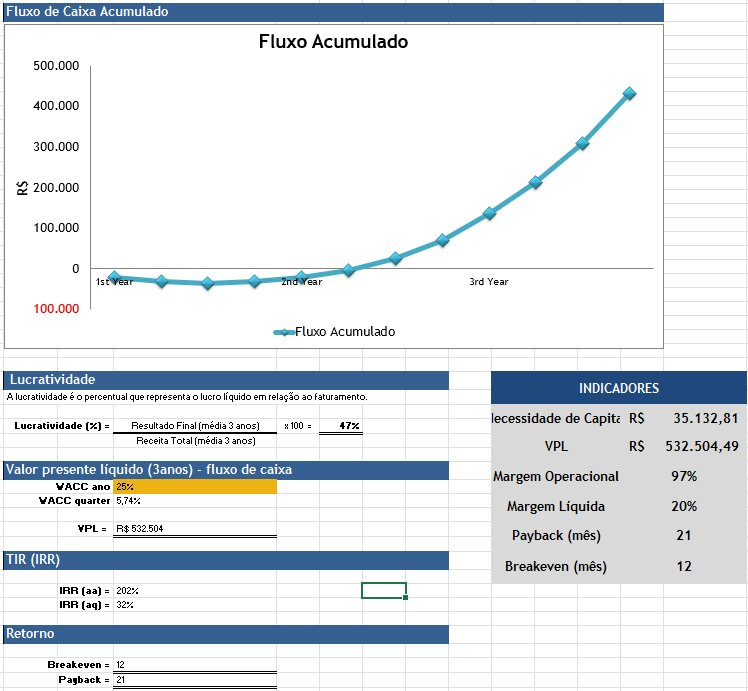 Fluxo de Caixa Acumulado
Fluxo Acumulado
500.000
400.000
300.000
200.000
100.000
0
100.000
R$
1st Year
2nd Year
3rd Year
Fluxo Acumulado
Lucratividade
A lucratividade é o percentual que representa o lucro líquido em relação ao faturamento.
Lucratividade (%) = Resultado Final (média 3 anos) x 100 = 47%
Receita Total (média 3 anos)
Valor presente líquido (3anos) - fluxo de caixa
WACC ano 25%
WACC quarter 5,74%
VPL = R$ 532.504
TIR (IRR)
IRR (aa) = 202%
IRR (aq) = 32%
Retorno
Breakeven = 12
Payback = 21
INDICADORES
lecessidade de Capita R$ 35.132,81
VPL R$ 532.504,49
Margem Operacional 97%
Margem Líquida 20%
Payback (mês) 21
Breakeven (mês) 12